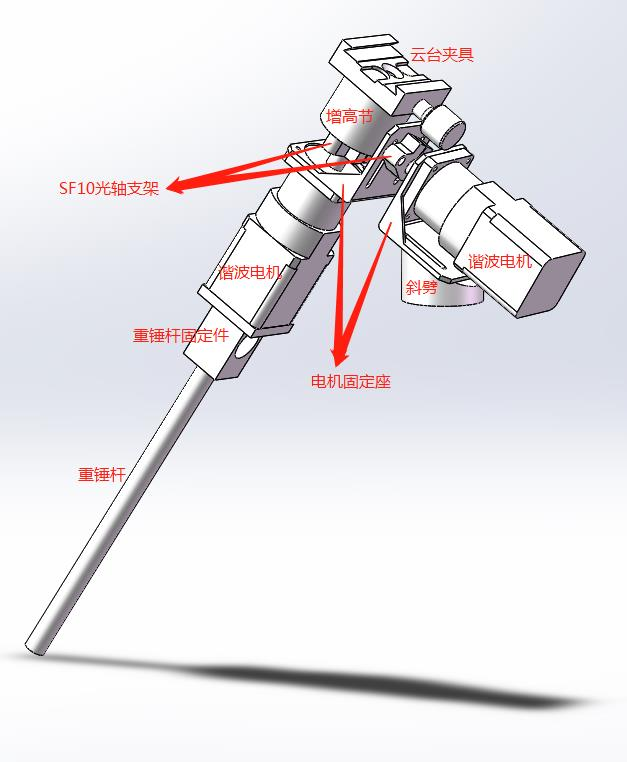 云台夹具
增高节
SF10光轴支架
谐波电机
谐波电机
斜劈
重锤杆固定件
电机固定座
重锤杆